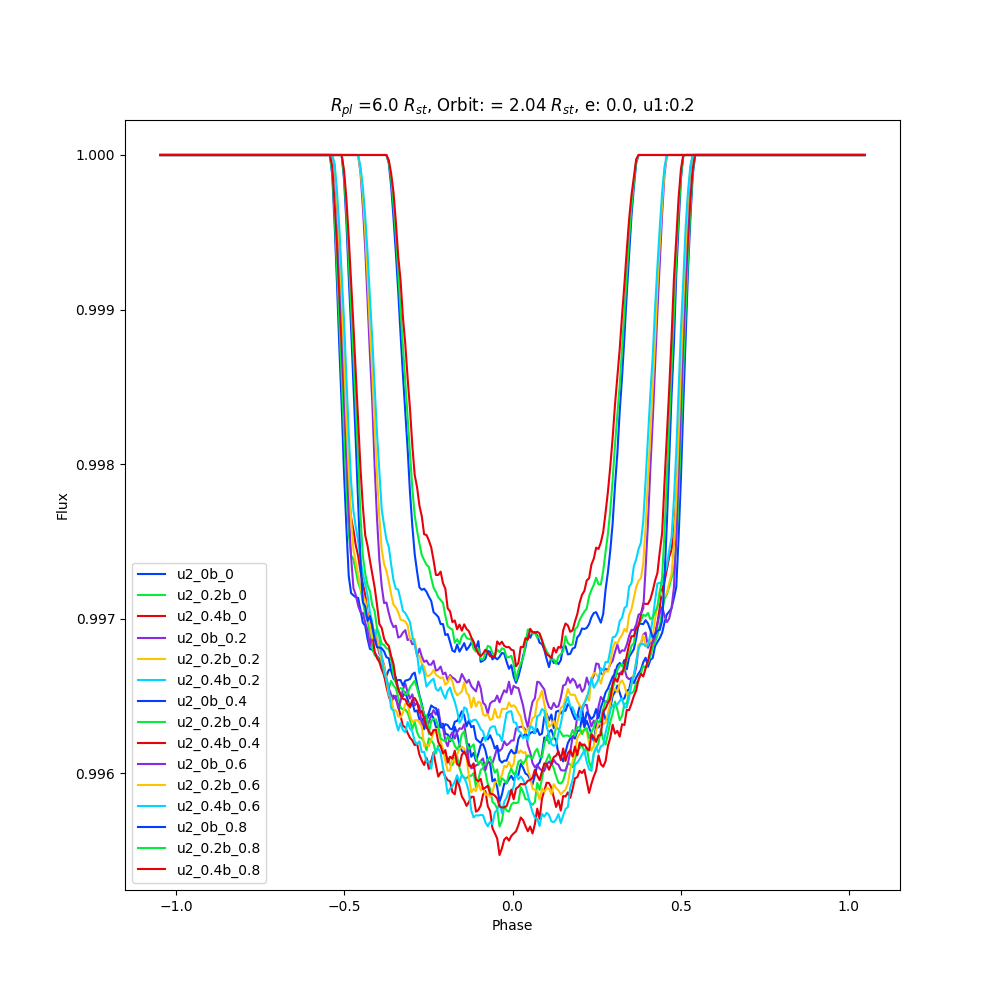 R_pl =6.0 R_st, Orbit: = 2.04 R_st, e: 0.0, u1:0.2
1.000
0.999
0.998
0.997
0.996
Flux
u2_0b_0
u2_0.2b_0
u2_0.4b_0
u2_0b_0.2
u2_0.2b_0.2
u2_0.4b_0.2
u2_0b_0.4
u2_0.2b_0.4
u2_0.4b_0.4
u2_0b_0.6
u2_0.2b_0.6
u2_0.4b_0.6
u2_0b_0.8
u2_0.2b_0.8
u2_0.4b_0.8
−1.0 −0.5 0.0 0.5 1.0
Phase